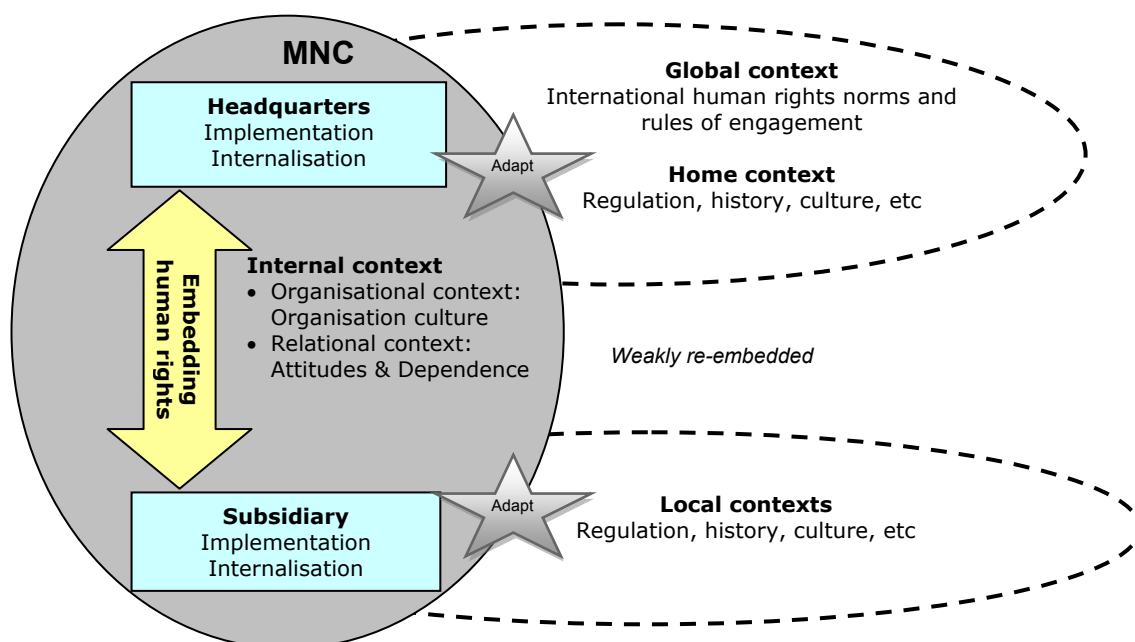 MNC
Headquarters
Implementation
Internalisation
Adapt
Global context
International human rights norms and
rules of engagement
Home context
Regulation, history, culture, etc
Embedding
human rights
Internal context
• Organisational context:
Organisation culture
• Relational context:
Attitudes & Dependence
Weakly re-embedded
Subsidiary
Implementation
Internalisation
Adapt
Local contexts
Regulation, history, culture, etc